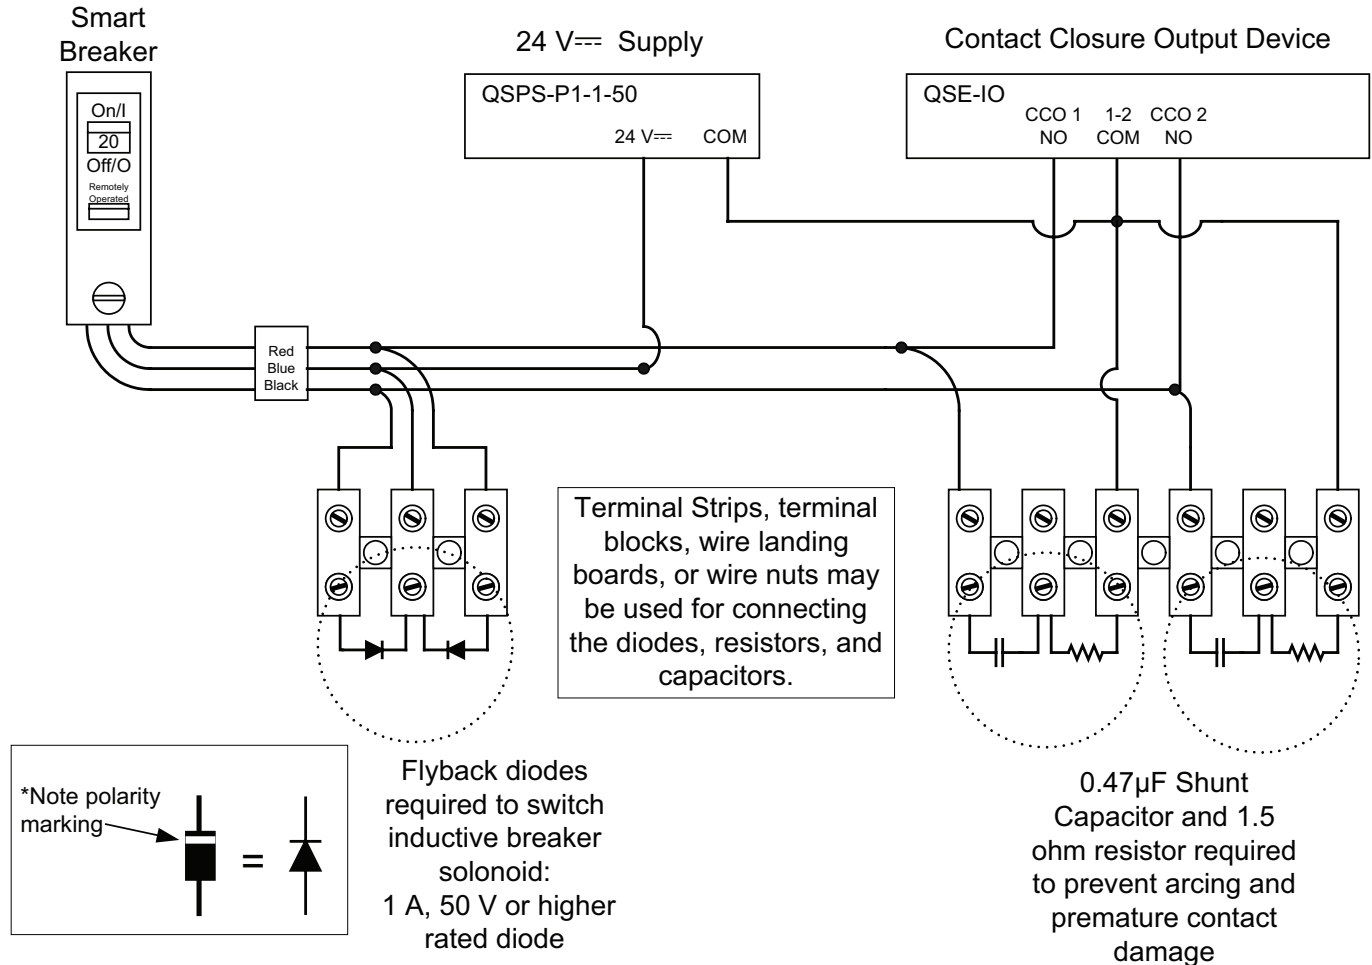 Smart
Breaker
On/I
20
Off/O
Remotely
Operated
24 V⎓ Supply
QSPS-P1-1-50
24 V⎓ COM
Contact Closure Output Device
QSE-IO
CCO 1 1-2 CCO 2
NO COM NO
Red
Blue
Black
Terminal Strips, terminal
blocks, wire landing
boards, or wire nuts may
be used for connecting
the diodes, resistors, and
capacitors.
*Note polarity
marking
=
Flyback diodes
required to switch
inductive breaker
solonoid:
1 A, 50 V or higher
rated diode
0.47µF Shunt
Capacitor and 1.5
ohm resistor required
to prevent arcing and
premature contact
damage